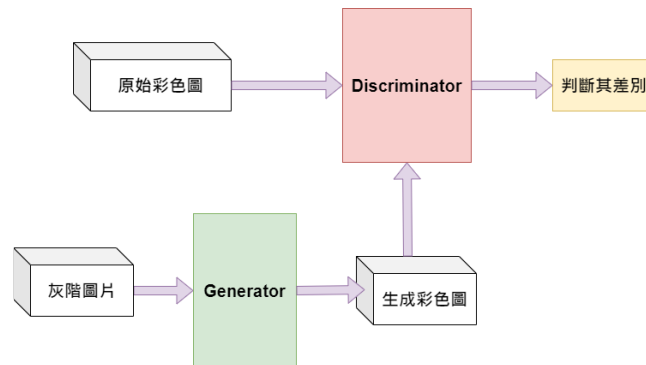 原始彩色圖
Discriminator
判斷其差別
灰階圖片
Generator
生成彩色圖